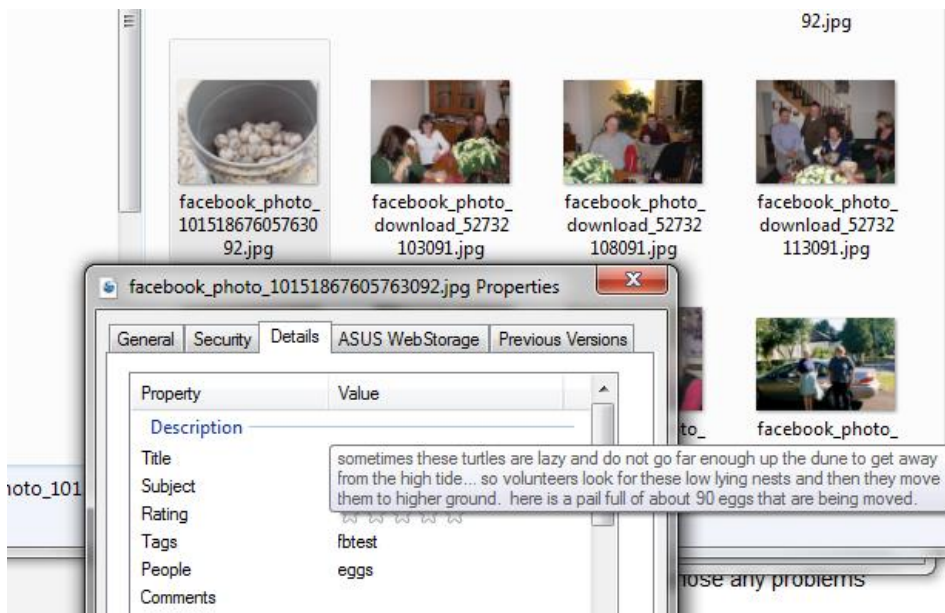 92.jpg
facebook_photo_
101518676057630
92.jpg
facebook_photo_
download_52732
103091.jpg
facebook_photo_
download_52732
108091.jpg
facebook_photo_
download_52732
113091.jpg
facebook_photo_10151867605763092.jpg Properties
General Security Details ASUS WebStorage Previous Versions
Property Value
Description
to_
facebook_photo_
Title
sometimes these turtles are lazy and do not go far enough up the dune to get away
from the high tide... so volunteers look for these low lying nests and then they move
them to higher ground. here is a pail full of about 90 eggs that are being moved.
oto_101
Subject
Rating
Tags fbtest
People eggs
Comments
any problems